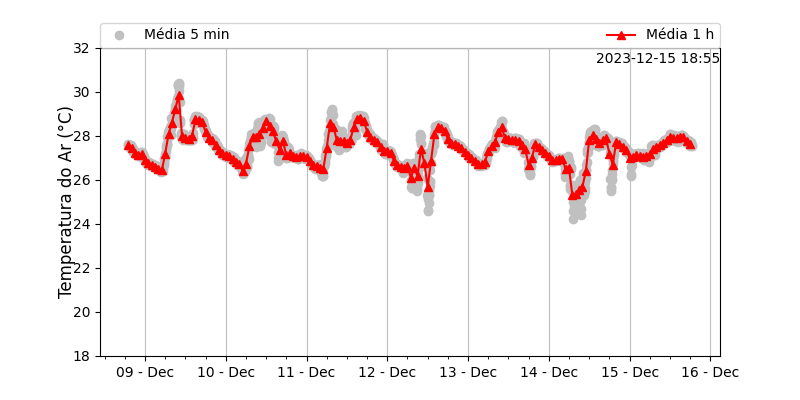 Média 5 min
Média 1 h
2023-12-15 18:55
Temperatura do Ar (°C)
32
30
28
26
24
22
20
18
09 - Dec
10 - Dec
11 - Dec
12 - Dec
13 - Dec
14 - Dec
15 - Dec
16 - Dec